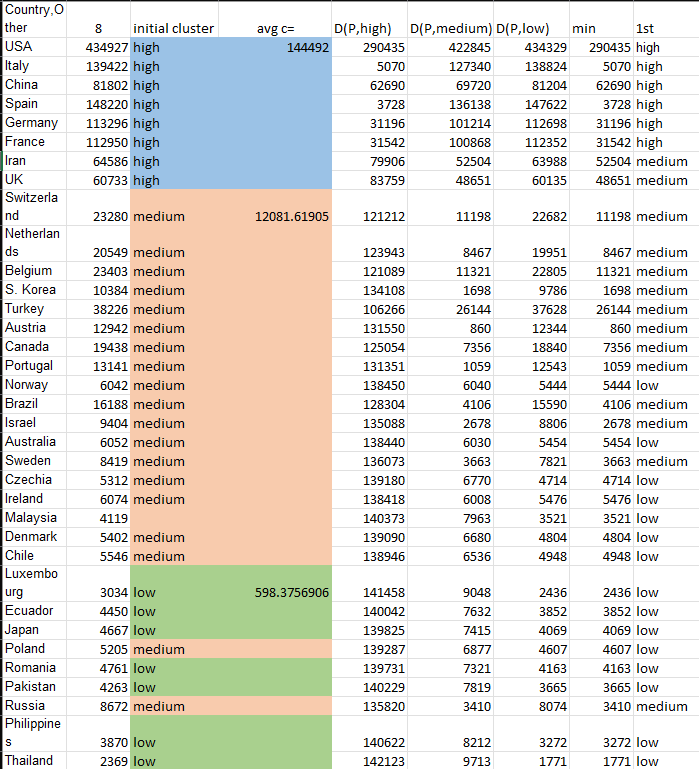 Country,O
ther 8 initial cluster avg c= D(P,high) D(P,medium) D(P,low) min 1st
USA 434927 high 144492 290435 422845 434329 290435 high
Italy 139422 high 5070 127340 138824 5070 high
China 81802 high 62690 69720 81204 62690 high
Spain 148220 high 3728 136138 147622 3728 high
Germany 113296 high 31196 101214 112698 31196 high
France 112950 high 31542 100868 112352 31542 high
Iran 64586 high 79906 52504 63988 52504 medium
UK 60733 high 83759 48651 60135 48651 medium
Switzerla
nd 23280 medium 12081.61905 121212 11198 22682 11198 medium
Netherlan
ds 20549 medium 123943 8467 19951 8467 medium
Belgium 23403 medium 121089 11321 22805 11321 medium
S. Korea 10384 medium 134108 1698 9786 1698 medium
Turkey 38226 medium 106266 26144 37628 26144 medium
Austria 12942 medium 131550 860 12344 860 medium
Canada 19438 medium 125054 7356 18840 7356 medium
Portugal 13141 medium 131351 1059 12543 1059 medium
Norway 6042 medium 138450 6040 5444 5444 low
Brazil 16188 medium 128304 4106 15590 4106 medium
Israel 9404 medium 135088 2678 8806 2678 medium
Australia 6052 medium 138440 6030 5454 5454 low
Sweden 8419 medium 136073 3663 7821 3663 medium
Czechia 5312 medium 139180 6770 4714 4714 low
Ireland 6074 medium 138418 6008 5476 5476 low
Malaysia 4119 140373 7963 3521 3521 low
Denmark 5402 medium 139090 6680 4804 4804 low
Chile 5546 medium 138946 6536 4948 4948 low
Luxembo
urg 3034 low 598.3756906 141458 9048 2436 2436 low
Ecuador 4450 low 140042 7632 3852 3852 low
Japan 4667 low 139825 7415 4069 4069 low
Poland 5205 medium 139287 6877 4607 4607 low
Romania 4761 low 139731 7321 4163 4163 low
Pakistan 4263 low 140229 7819 3665 3665 low
Russia 8672 medium 135820 3410 8074 3410 medium
Philippine
s 3870 low 140622 8212 3272 3272 low
Thailand 2369 low 142123 9713 1771 1771 low